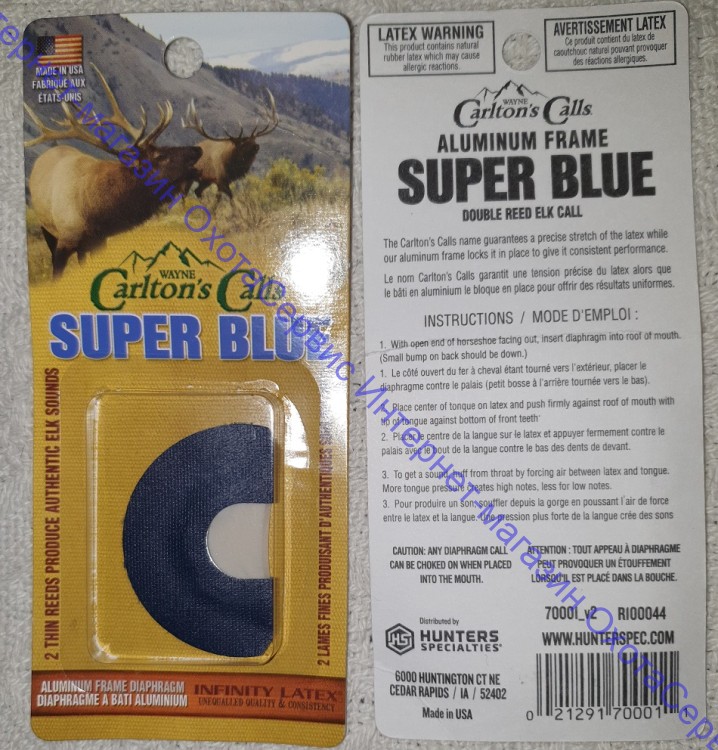 MADE IN USA
FABRIQUÉ AUX
ÉTATS-UNIS
WAYNE
Carlton's Calls
SUPER BLUE
2 THIN REEDS PRODUCE AUTHENTIC ELK SOUNDS
2 LAMES FINES PRODUISANT D'AUTHENTIQUES
ALUMINUM FRAME DIAPHRAGM
DIAPHRAGME A BATI ALUMINIUM
INFINITY LATEX
UNEQUALLED QUALITY & CONSISTENCY
LATEX WARNING
This product contains natural
rubber latex which may cause
allergic reactions.
AVERTISSEMENT LATEX
Ce produit contient du latex de
caoutchouc naturel pouvant provoquer
des réactions allergiques.
WAYNE
Carlton's Calls
ALUMINUM FRAME
SUPER BLUE
DOUBLE REED ELK CALL
The Carlton's Calls name guarantees a precise stretch of the latex while
our aluminum frame locks it in place to give it consistent performance.
Le nom Carlton's Calls garantit une tension précise du latex alors que
le bâti en aluminium le bloque en place pour offrir des résultats uniformes.
INSTRUCTIONS / MODE D'EMPLOI :
1. With open end of horseshoe facing out, insert diaphragm into roof of mouth.
(Small bump on back should be down.)
1. Le côté ouvert du fer à cheval étant tourné vers l'extérieur, placer le
diaphragme contre le palais (petit bosse à l'arrière tournée vers le bas).
Place center of tongue on latex and push firmly against roof of mouth with
tip of tongue against bottom of front teeth
2. Placer le centre de la langue sur le latex et appuyer fermement contre le
palais avec le bout de la langue contre le bas des dents de devant.
3. To get a sound, huff from throat by forcing air between latex and tongue.
More tongue pressure creates high notes, less for low notes.
3. Pour produire un son, souffler depuis la gorge en poussant l'air de force
entre le latex et la langue. Une pression plus forte de la langue crée des sons
CAUTION: ANY DIAPHRAGM CALL
CAN BE CHOKED ON WHEN PLACED
INTO THE MOUTH.
ATTENTION : TOUT APPEAU À DIAPHRAGME
PEUT PROVOQUER UN ÉTOUFFEMENT
LORSQU'IL EST PLACÉ DANS LA BOUCHE.
70001_v2 RI00044
Distributed by
HS
HUNTERS
SPECIALTIES
WWW.HUNTERSPEC.COM
6000 HUNTINGTON CT NE
CEDAR RAPIDS / IA / 52402
Made in USA
0 21291 70001
Интернет-Магазин ОхотаСервис Интернет-Магазин ОхотаСер